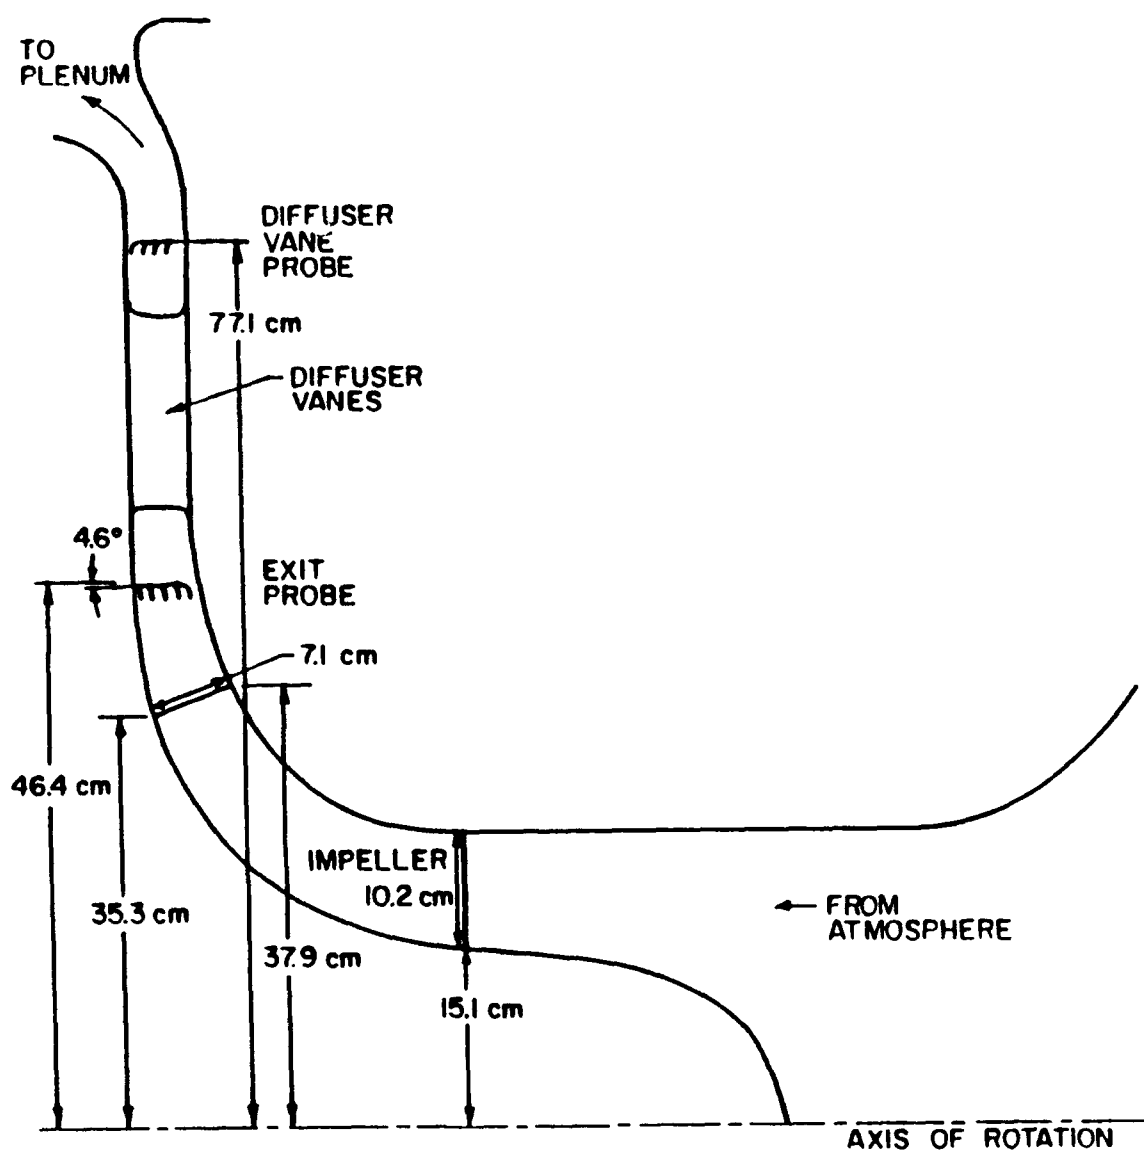 TO
PLENUM
DIFFUSER
VANE
PROBE
77.1 cm
DIFFUSER
VANES
4.6°
EXIT
PROBE
7.1 cm
46.4 cm
IMPELLER
10.2 cm
35.3 cm
FROM
ATMOSPHERE
37.9 cm
15.1 cm
AXIS OF ROTATION